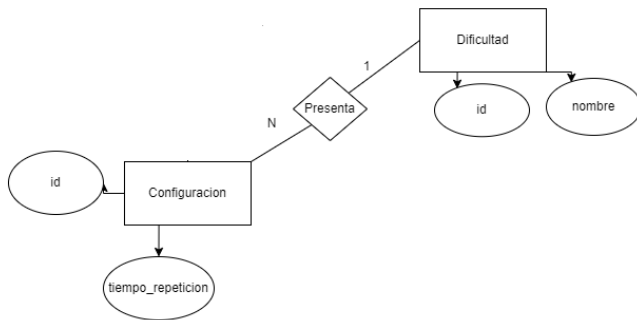 Dificultad
1
Presenta
id
nombre
N
id
Configuracion
tiempo_repeticion